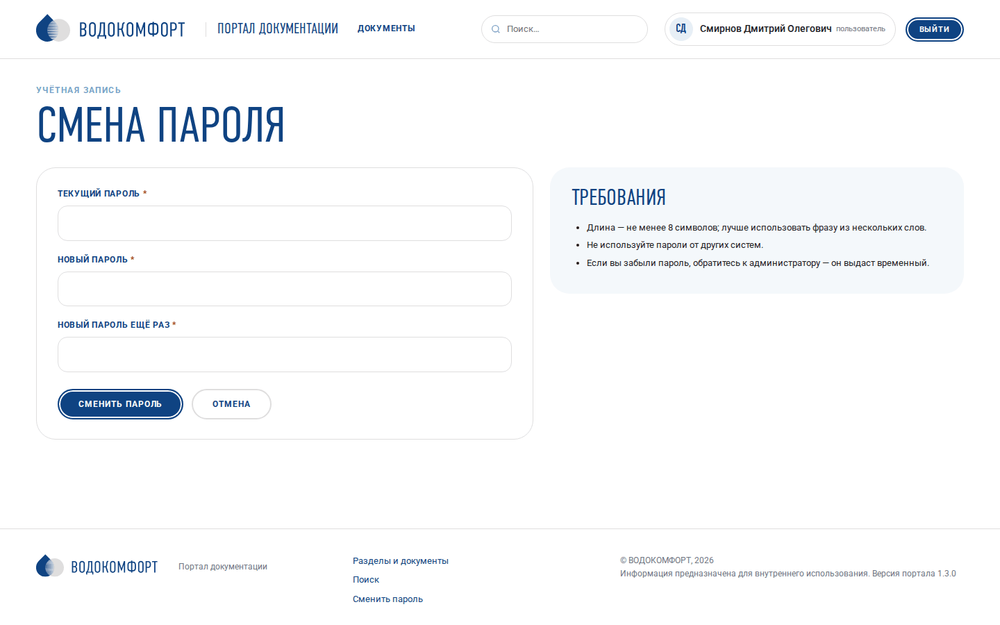 ВОДОКОМФОРТ
ПОРТАЛ ДОКУМЕНТАЦИИ
ДОКУМЕНТЫ
Поиск...
СД
Смирнов Дмитрий Олегович пользователь
ВЫЙТИ
УЧЁТНАЯ ЗАПИСЬ
СМЕНА ПАРОЛЯ
ТЕКУЩИЙ ПАРОЛЬ *
НОВЫЙ ПАРОЛЬ *
НОВЫЙ ПАРОЛЬ ЕЩЁ РАЗ *
СМЕНИТЬ ПАРОЛЬ
ОТМЕНА
ТРЕБОВАНИЯ
• Длина — не менее 8 символов; лучше использовать фразу из нескольких слов.
• Не используйте пароли от других систем.
• Если вы забыли пароль, обратитесь к администратору — он выдаст временный.
ВОДОКОМФОРТ
Портал документации
Разделы и документы
Поиск
Сменить пароль
© ВОДОКОМФОРТ, 2026
Информация предназначена для внутреннего использования. Версия портала 1.3.0